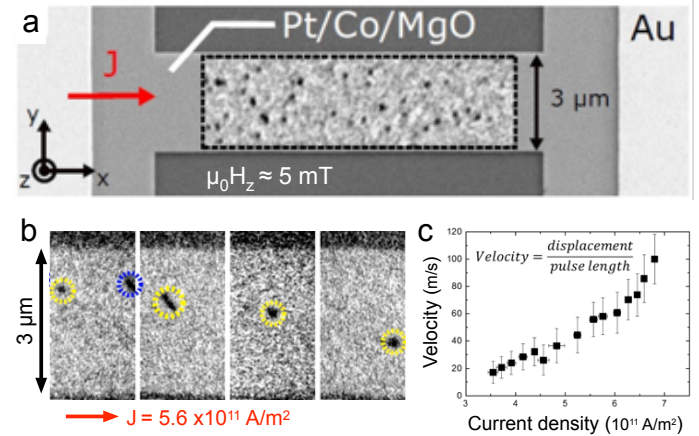 a
Pt/Co/MgO
Au
J
3 μm
y
z
x
μ₀H_z ≈ 5 mT
b
3 μm
J = 5.6 x10¹¹ A/m²
c
Velocity = displacement / pulse length
120
100
80
60
40
20
0
Velocity (m/s)
3 4 5 6 7
Current density (10¹¹ A/m²)